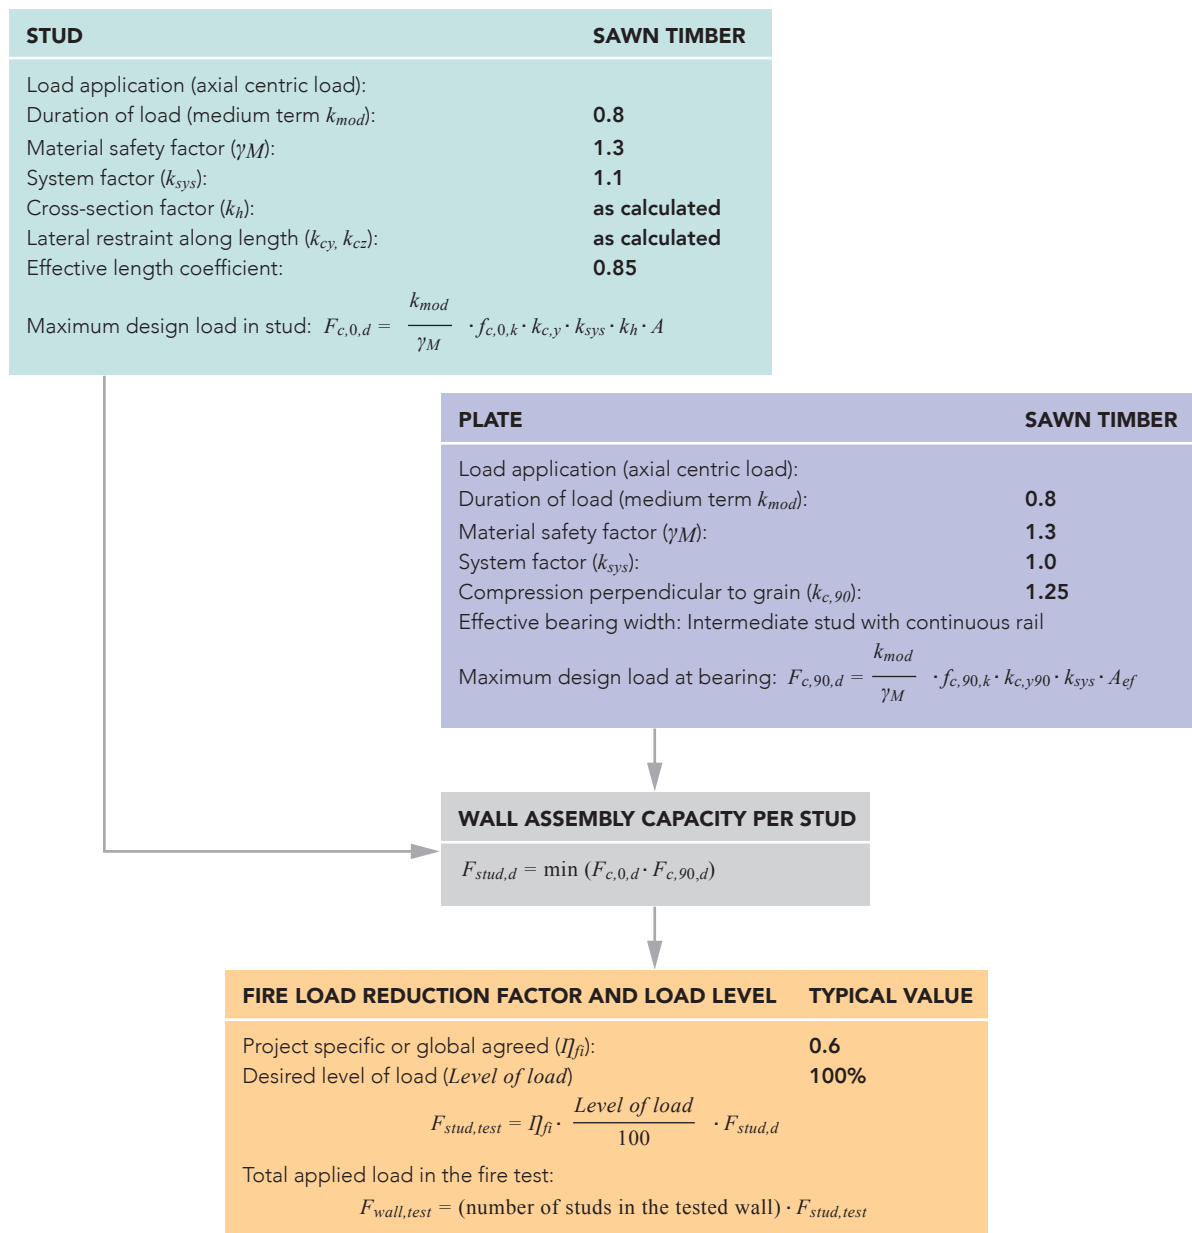 STUD SAWN TIMBER
Load application (axial centric load):
Duration of load (medium term kmod): 0.8
Material safety factor (γM): 1.3
System factor (ksys): 1.1
Cross-section factor (kh): as calculated
Lateral restraint along length (kcy, kcz): as calculated
Effective length coefficient: 0.85
Maximum design load in stud: Fc,0,d = kmod / γM · fc,0,k · kc,y · ksys · kh · A
PLATE SAWN TIMBER
Load application (axial centric load):
Duration of load (medium term kmod): 0.8
Material safety factor (γM): 1.3
System factor (ksys): 1.0
Compression perpendicular to grain (kc,90): 1.25
Effective bearing width: Intermediate stud with continuous rail
Maximum design load at bearing: Fc,90,d = kmod / γM · fc,90,k · kc,y90 · ksys · Aef
WALL ASSEMBLY CAPACITY PER STUD
Fstud,d = min (Fc,0,d · Fc,90,d)
FIRE LOAD REDUCTION FACTOR AND LOAD LEVEL TYPICAL VALUE
Project specific or global agreed (ηfi): 0.6
Desired level of load (Level of load) 100%
Fstud,test = ηfi · Level of load / 100 · Fstud,d
Total applied load in the fire test:
Fwall,test = (number of studs in the tested wall) · Fstud,test